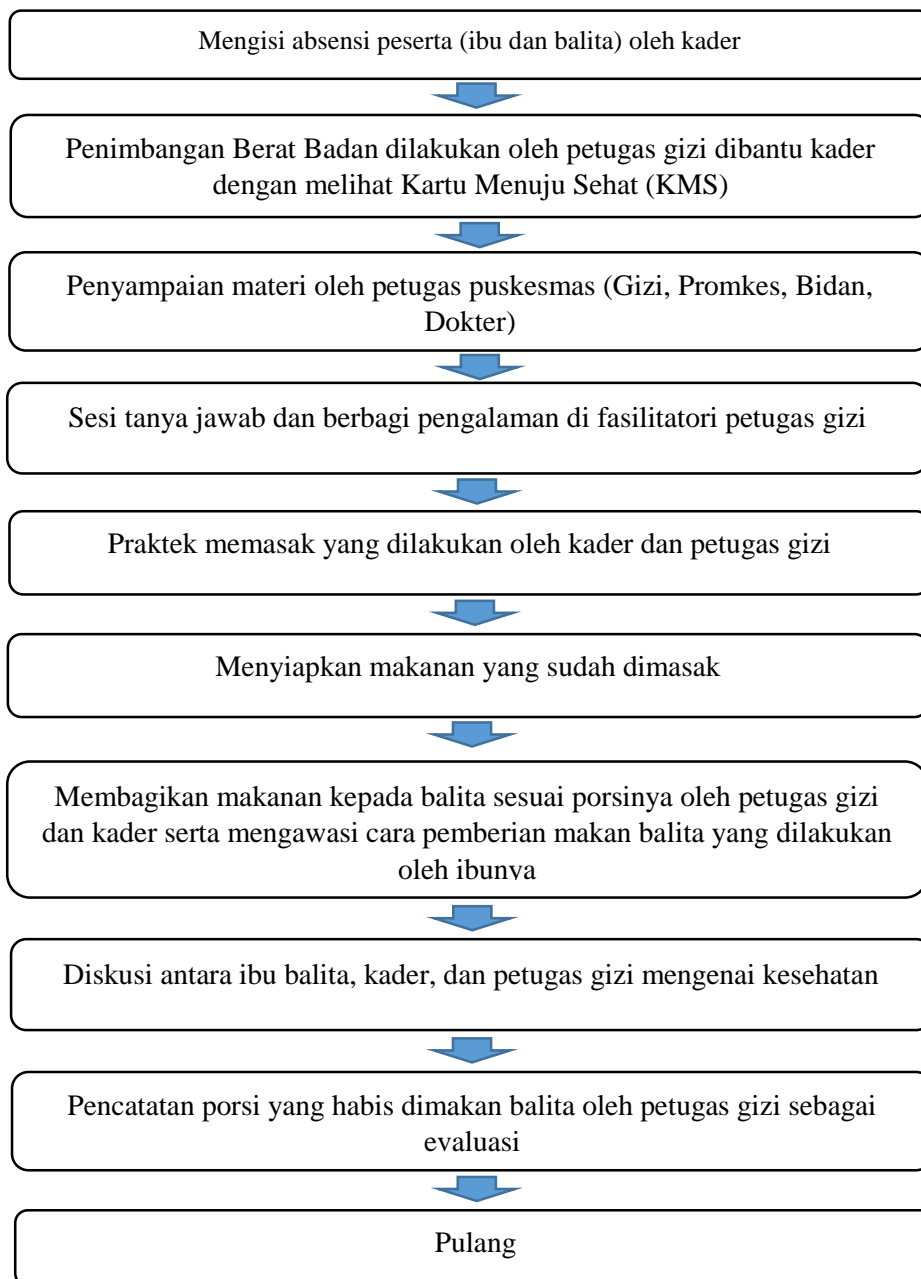 Mengisi absensi peserta (ibu dan balita) oleh kader
Penimbangan Berat Badan dilakukan oleh petugas gizi dibantu kader
dengan melihat Kartu Menuju Sehat (KMS)
Penyampaian materi oleh petugas puskesmas (Gizi, Promkes, Bidan,
Dokter)
Sesi tanya jawab dan berbagi pengalaman di fasilitatori petugas gizi
Praktek memasak yang dilakukan oleh kader dan petugas gizi
Menyiapkan makanan yang sudah dimasak
Membagikan makanan kepada balita sesuai porsinya oleh petugas gizi
dan kader serta mengawasi cara pemberian makan balita yang dilakukan
oleh ibunya
Diskusi antara ibu balita, kader, dan petugas gizi mengenai kesehatan
Pencatatan porsi yang habis dimakan balita oleh petugas gizi sebagai
evaluasi
Pulang